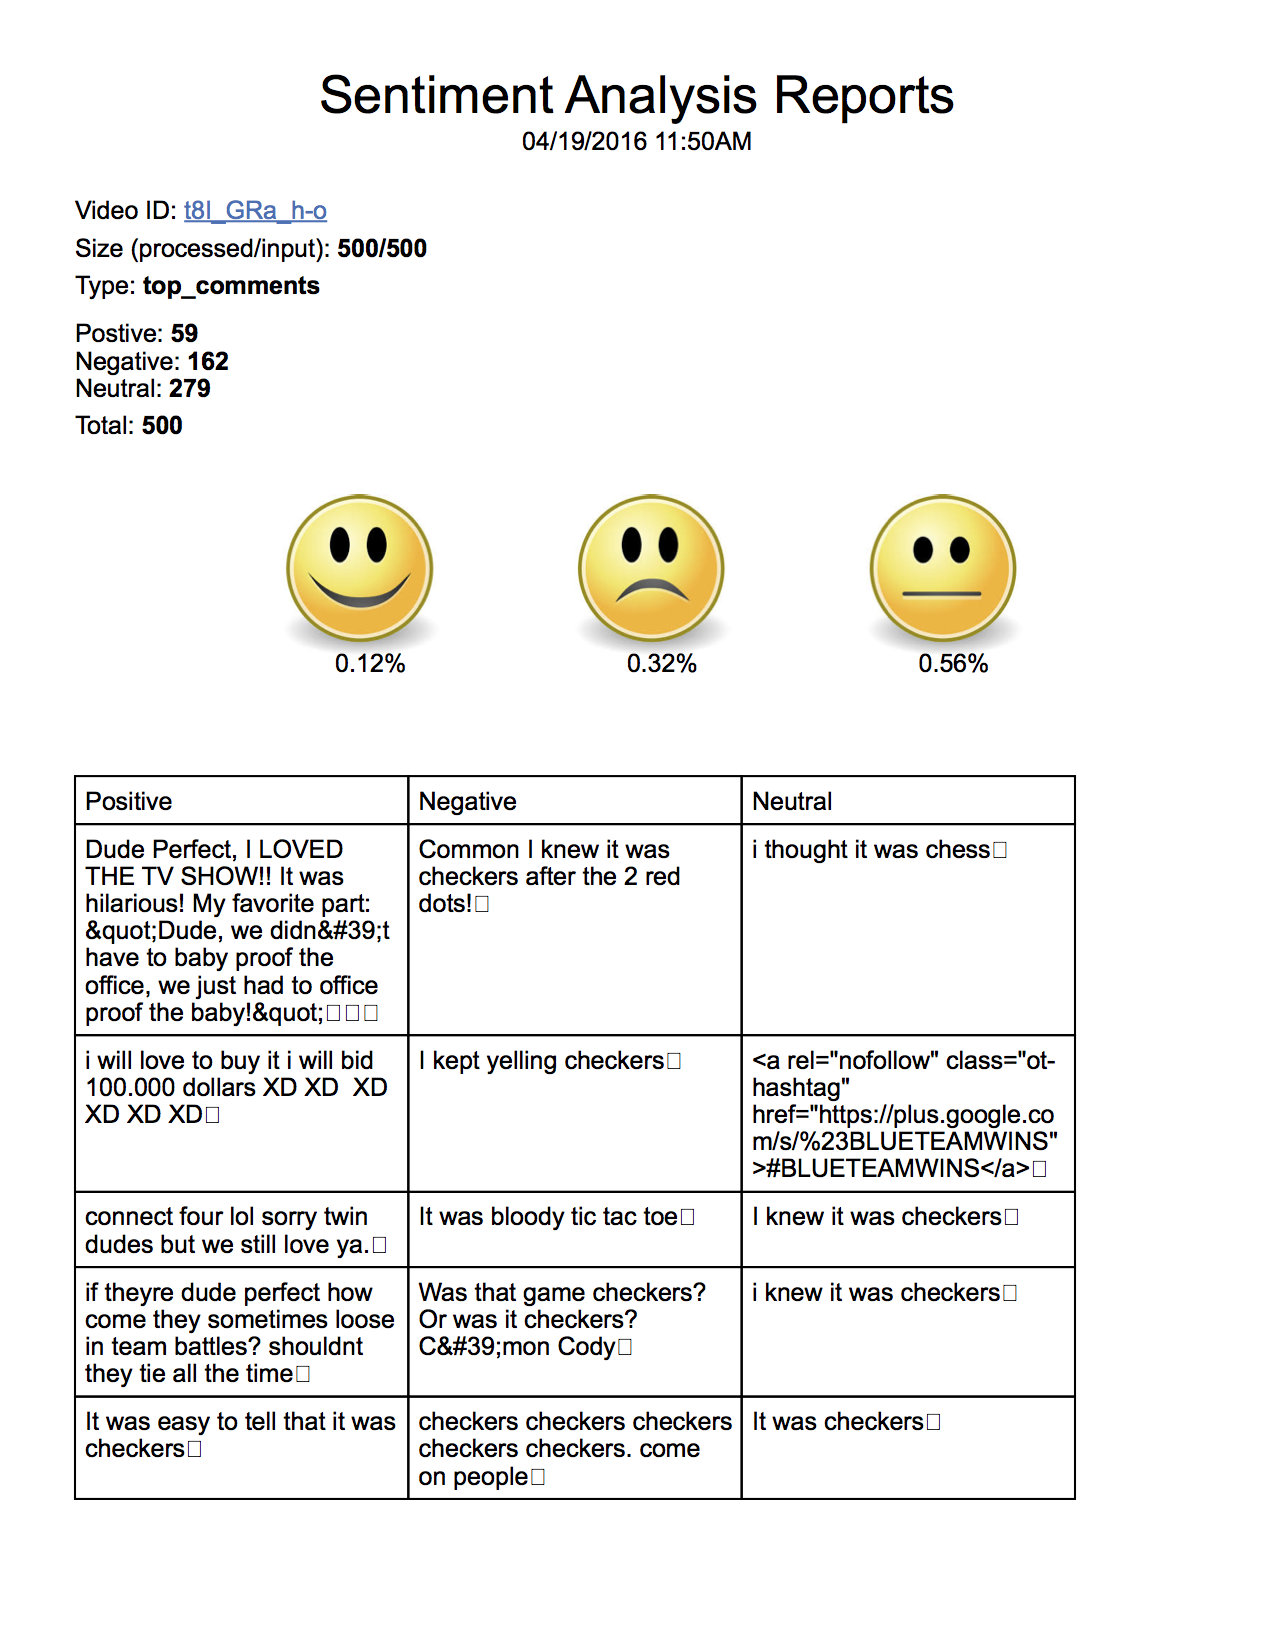 Sentiment Analysis Reports
04/19/2016 11:50AM
Video ID: t8I_GRa_h-o
Size (processed/input): 500/500
Type: top_comments
Postive: 59
Negative: 162
Neutral: 279
Total: 500
0.12%
0.32%
0.56%
Positive
Negative
Neutral
Dude Perfect, I LOVED
THE TV SHOW!! It was
hilarious! My favorite part:
&quot;Dude, we didn&#39;t
have to baby proof the
office, we just had to office
proof the baby!&quot;
Common I knew it was
checkers after the 2 red
dots!
i thought it was chess
i will love to buy it i will bid
100.000 dollars XD XD  XD
XD XD XD
I kept yelling checkers
<a rel="nofollow" class="ot-
hashtag"
href="https://plus.google.co
m/s/%23BLUETEAMWINS"
>#BLUETEAMWINS</a>
connect four lol sorry twin
dudes but we still love ya.
It was bloody tic tac toe
I knew it was checkers
if theyre dude perfect how
come they sometimes loose
in team battles? shouldnt
they tie all the time
Was that game checkers?
Or was it checkers?
C&#39;mon Cody
i knew it was checkers
It was easy to tell that it was
checkers
checkers checkers checkers
checkers checkers. come
on people
It was checkers